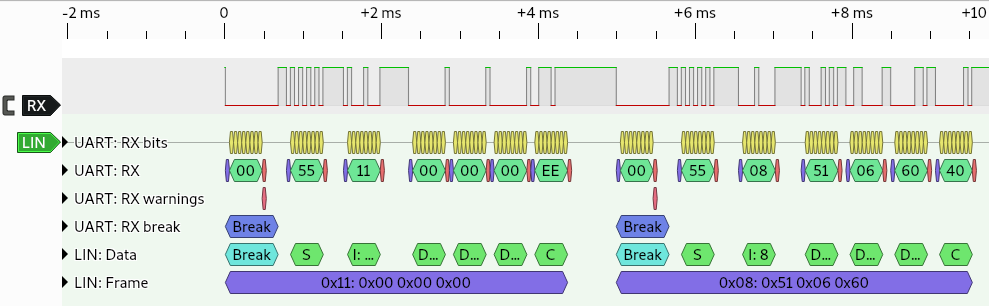 -2 ms 0 +2 ms +4 ms +6 ms +8 ms +10
RX
LIN UART: RX bits
UART: RX 00 55 11 00 00 00 EE 00 55 08 51 06 60 40
UART: RX warnings
UART: RX break Break Break
LIN: Data Break S I: ... D... D... D... C Break S I: 8 D... D... D... C
LIN: Frame 0x11: 0x00 0x00 0x00 0x08: 0x51 0x06 0x60